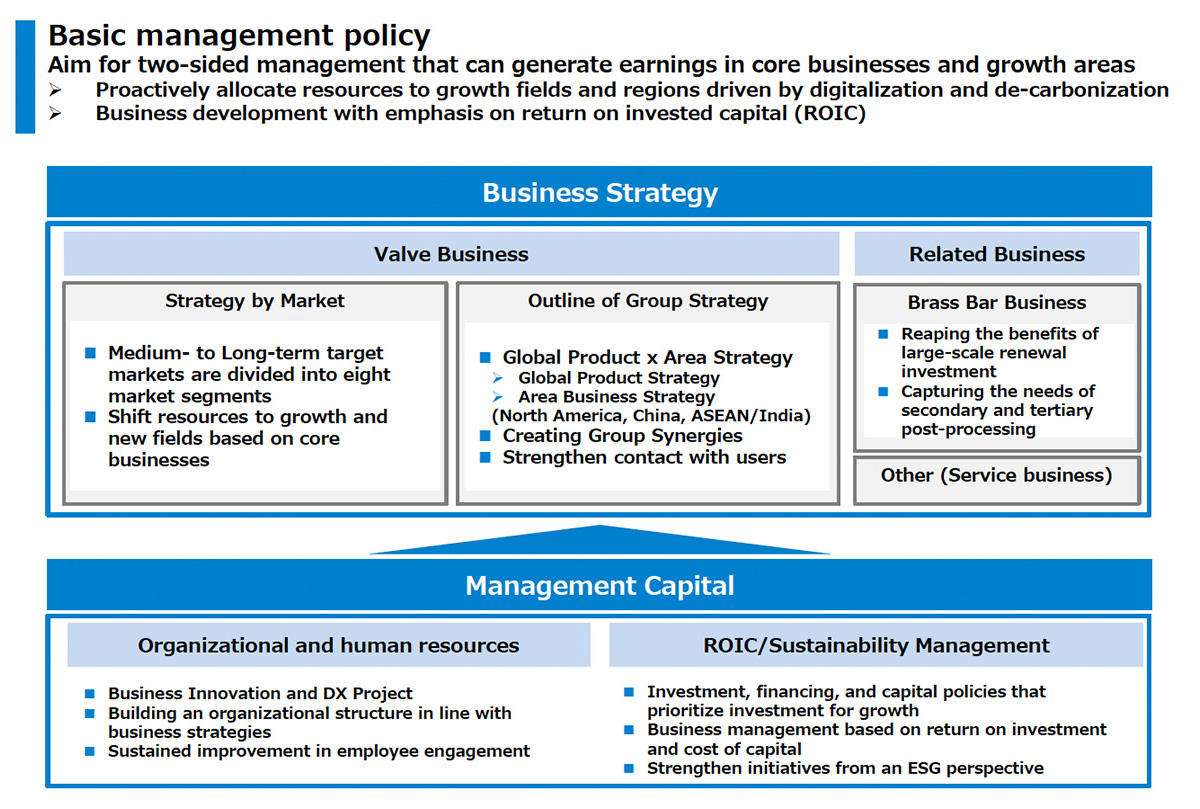 Basic management policy
Aim for two-sided management that can generate earnings in core businesses and growth areas
➢ Proactively allocate resources to growth fields and regions driven by digitalization and de-carbonization
➢ Business development with emphasis on return on invested capital (ROIC)
Business Strategy
Valve Business
Strategy by Market
■ Medium- to Long-term target
markets are divided into eight
market segments
■ Shift resources to growth and
new fields based on core
businesses
Outline of Group Strategy
■ Global Product x Area Strategy
➢ Global Product Strategy
➢ Area Business Strategy
(North America, China, ASEAN/India)
■ Creating Group Synergies
■ Strengthen contact with users
Related Business
Brass Bar Business
■ Reaping the benefits of
large-scale renewal
investment
■ Capturing the needs of
secondary and tertiary
post-processing
Other (Service business)
Management Capital
Organizational and human resources
■ Business Innovation and DX Project
■ Building an organizational structure in line with
business strategies
■ Sustained improvement in employee engagement
ROIC/Sustainability Management
■ Investment, financing, and capital policies that
prioritize investment for growth
■ Business management based on return on investment
and cost of capital
■ Strengthen initiatives from an ESG perspective